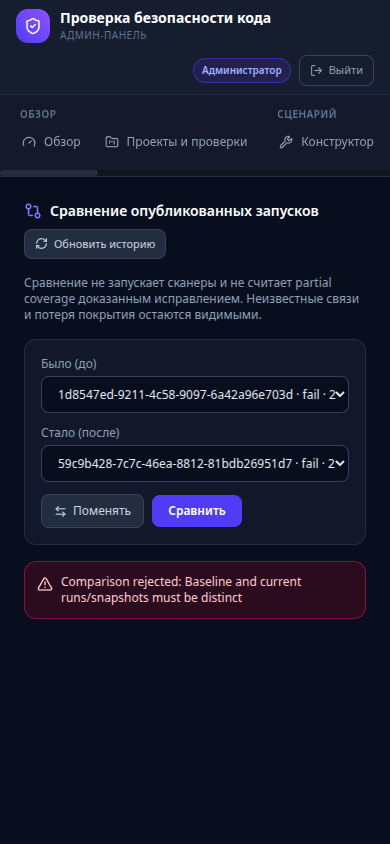 Проверка безопасности кода
АДМИН-ПАНЕЛЬ
Администратор
Выйти
ОБЗОР
СЦЕНАРИЙ
Обзор
Проекты и проверки
Конструктор
Сравнение опубликованных запусков
Обновить историю
Сравнение не запускает сканеры и не считает partial
coverage доказанным исправлением. Неизвестные связи
и потеря покрытия остаются видимыми.
Было (до)
1d8547ed-9211-4c58-9097-6a42a96e703d · fail · 2
Стало (после)
59c9b428-7c7c-46ea-8812-81bdb26951d7 · fail · 2
Поменять
Сравнить
Comparison rejected: Baseline and current
runs/snapshots must be distinct